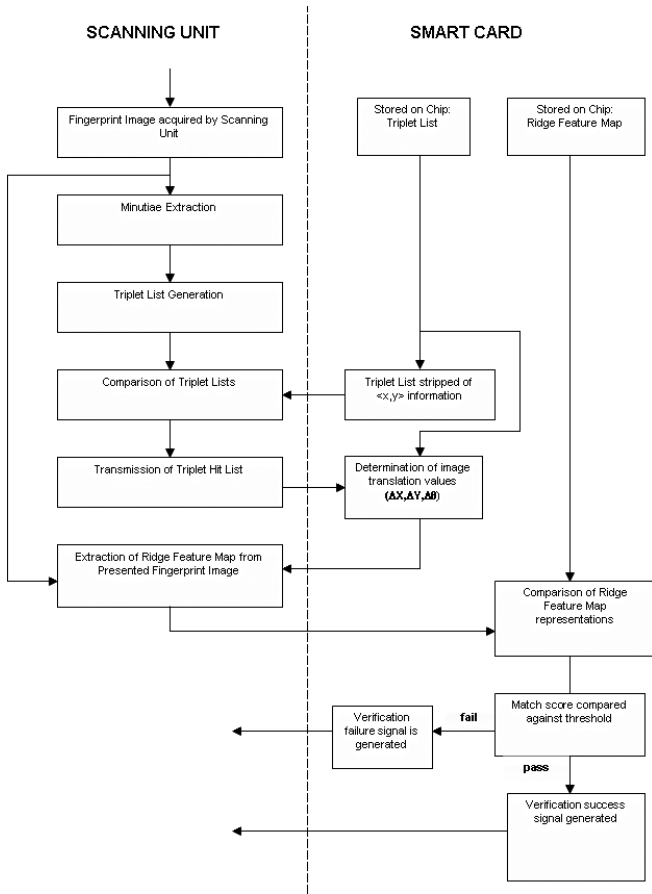 SCANNING UNIT
SMART CARD
Fingerprint Image acquired by Scanning
Unit
Stored on Chip:
Triplet List
Stored on Chip:
Ridge Feature Map
Minutiae Extraction
Triplet List Generation
Comparison of Triplet Lists
Triplet List stripped of
<x,y> information
Transmission of Triplet Hit List
Determination of image
translation values
(ΔX,ΔY,Δθ)
Extraction of Ridge Feature Map from
Presented Fingerprint Image
Comparison of Ridge
Feature Map
representations
Match score compared
against threshold
fail
Verification
failure signal is
generated
pass
Verification success
signal generated